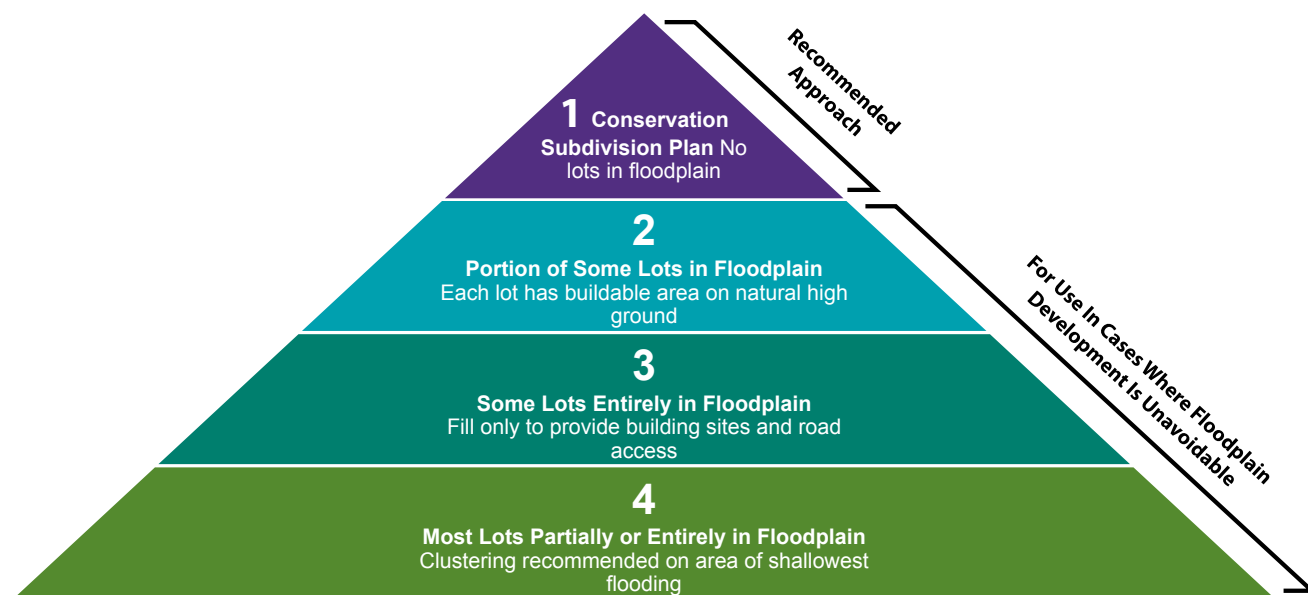 1 Conservation
Subdivision Plan No
lots in floodplain
Recommended
Approach
2
Portion of Some Lots in Floodplain
Each lot has buildable area on natural high
ground
3
Some Lots Entirely in Floodplain
Fill only to provide building sites and road
access
4
Most Lots Partially or Entirely in Floodplain
Clustering recommended on area of shallowest
flooding
For Use In Cases Where Floodplain
Development Is Unavoidable